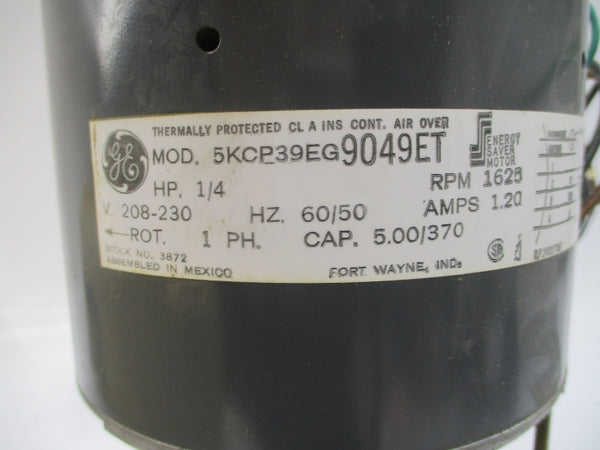 THERMALLY PROTECTED CL A INS CONT. AIR OVER
GE
MOD. 5KCP39EG9049ET
ENERGY
SAVER
MOTOR
HP. 1/4
RPM 1625
V. 208-230 HZ. 60/50 AMPS 1.20
←ROT. 1 PH. CAP. 5.00/370
STOCK NO. 3872
ASSEMBLED IN MEXICO
FORT WAYNE, IND.